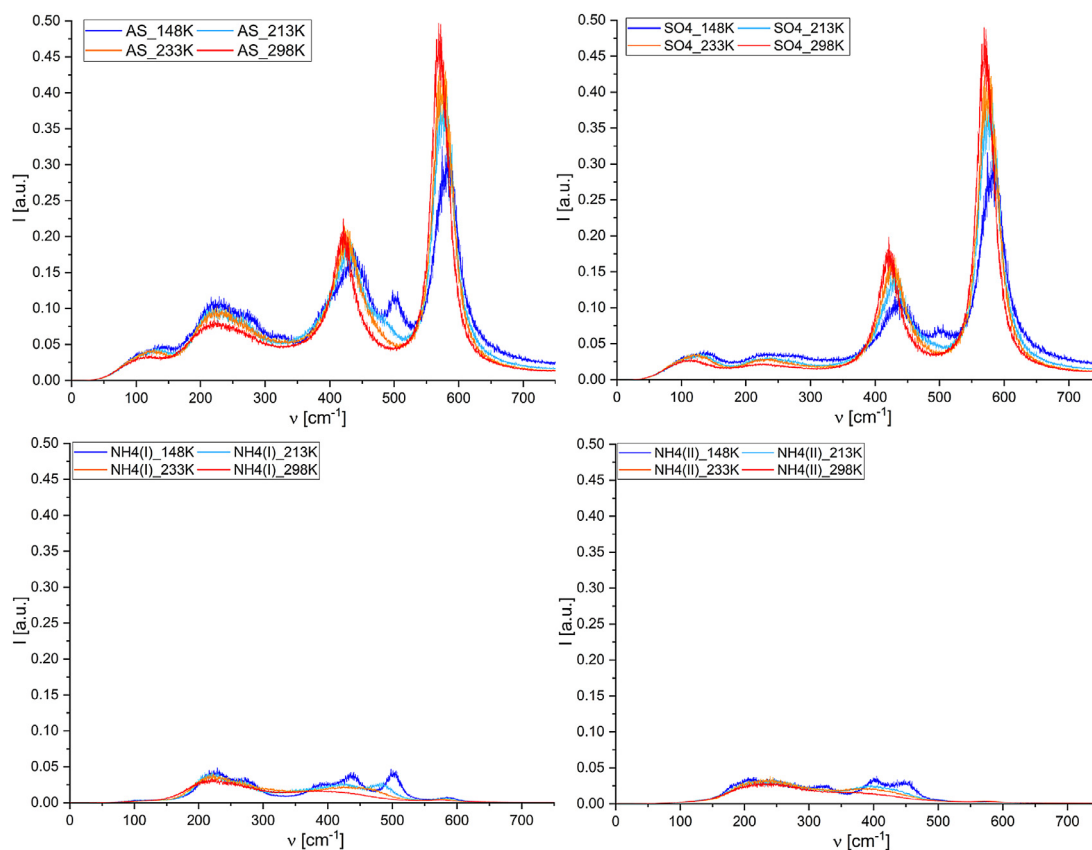 AS_148K AS_213K
AS_233K AS_298K
0.50
0.45
0.40
0.35
0.30
0.25
0.20
0.15
0.10
0.05
0.00
I [a.u.]
0 100 200 300 400 500 600 700
ν [cm⁻¹]
SO4_148K SO4_213K
SO4_233K SO4_298K
0.50
0.45
0.40
0.35
0.30
0.25
0.20
0.15
0.10
0.05
0.00
I [a.u.]
0 100 200 300 400 500 600 700
ν [cm⁻¹]
NH4(I)_148K NH4(I)_213K
NH4(I)_233K NH4(I)_298K
0.50
0.45
0.40
0.35
0.30
0.25
0.20
0.15
0.10
0.05
0.00
I [a.u.]
0 100 200 300 400 500 600 700
ν [cm⁻¹]
NH4(II)_148K NH4(II)_213K
NH4(II)_233K NH4(II)_298K
0.50
0.45
0.40
0.35
0.30
0.25
0.20
0.15
0.10
0.05
0.00
I [a.u.]
0 100 200 300 400 500 600 700
ν [cm⁻¹]